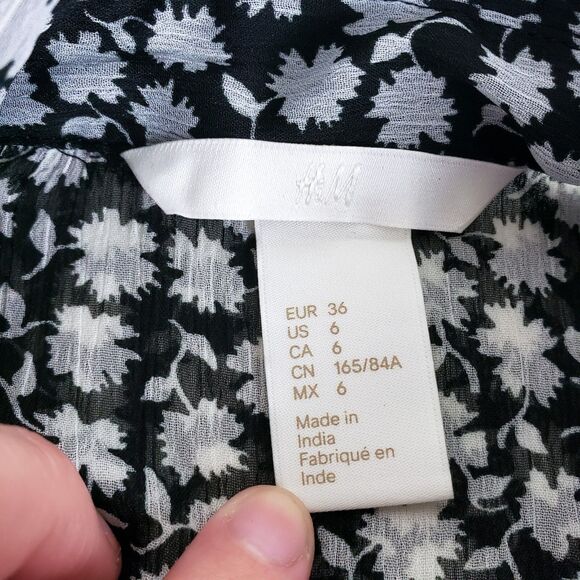 H&M
EUR 36
US 6
CA 6
CN 165/84A
MX 6
Made in
India
Fabriqué en
Inde